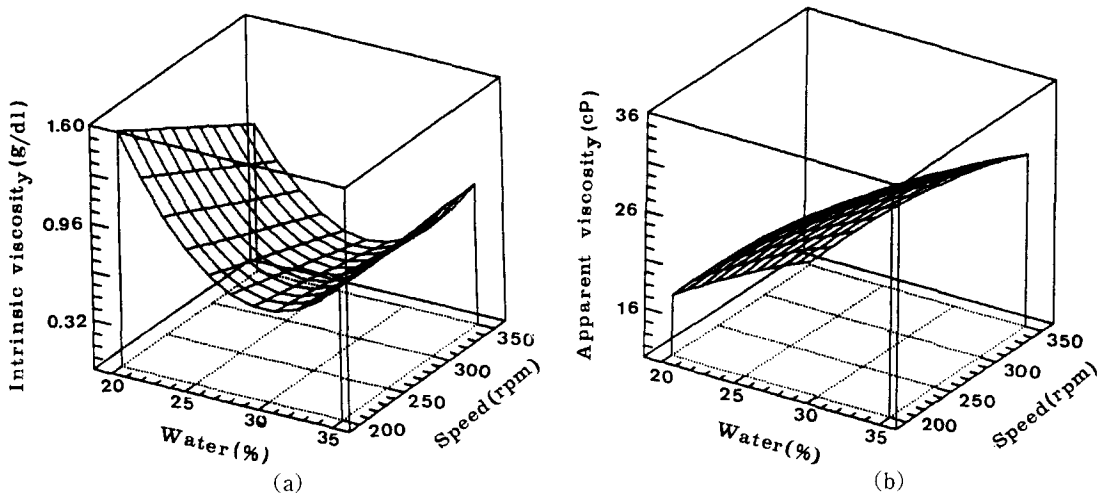 Intrinsic viscosity (g/dl)
1.60
0.96
0.32
20
25
30
35
Water (%)
200
250
300
350
Speed (rpm)
(a)
Apparent viscosity (cP)
36
26
16
20
25
30
35
Water (%)
200
250
300
350
Speed (rpm)
(b)